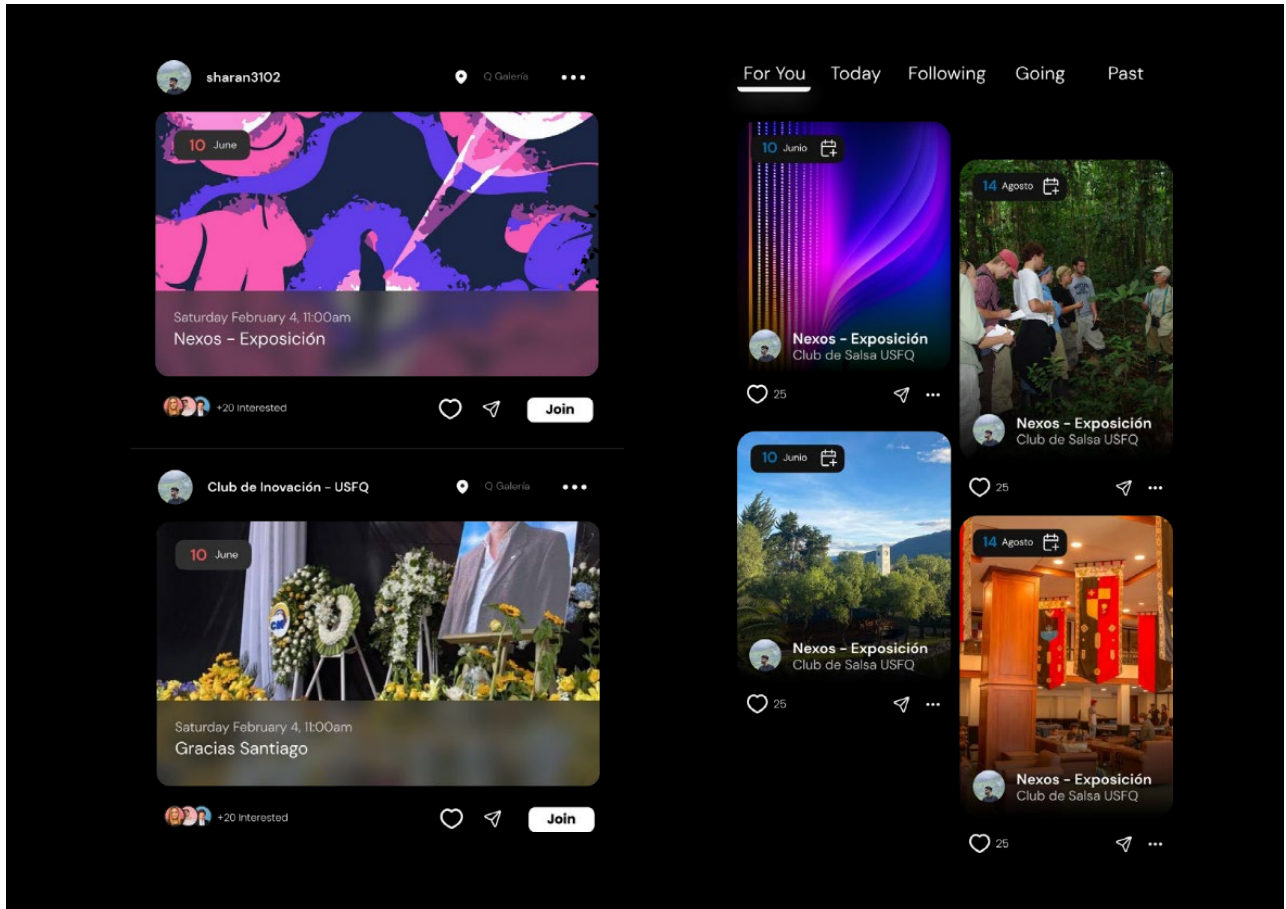 sharan3102
Q Galería
10 June
Saturday February 4, 11:00am
Nexos - Exposición
+20 Interested
Join
Club de Inovación - USFQ
Q Galería
10 June
Saturday February 4, 11:00am
Gracias Santiago
+20 Interested
Join
For You Today Following Going Past
10 Junio
Nexos - Exposición
Club de Salsa USFQ
25
14 Agosto
Nexos - Exposición
Club de Salsa USFQ
25
10 Junio
Nexos - Exposición
Club de Salsa USFQ
25
14 Agosto
Nexos - Exposición
Club de Salsa USFQ
25